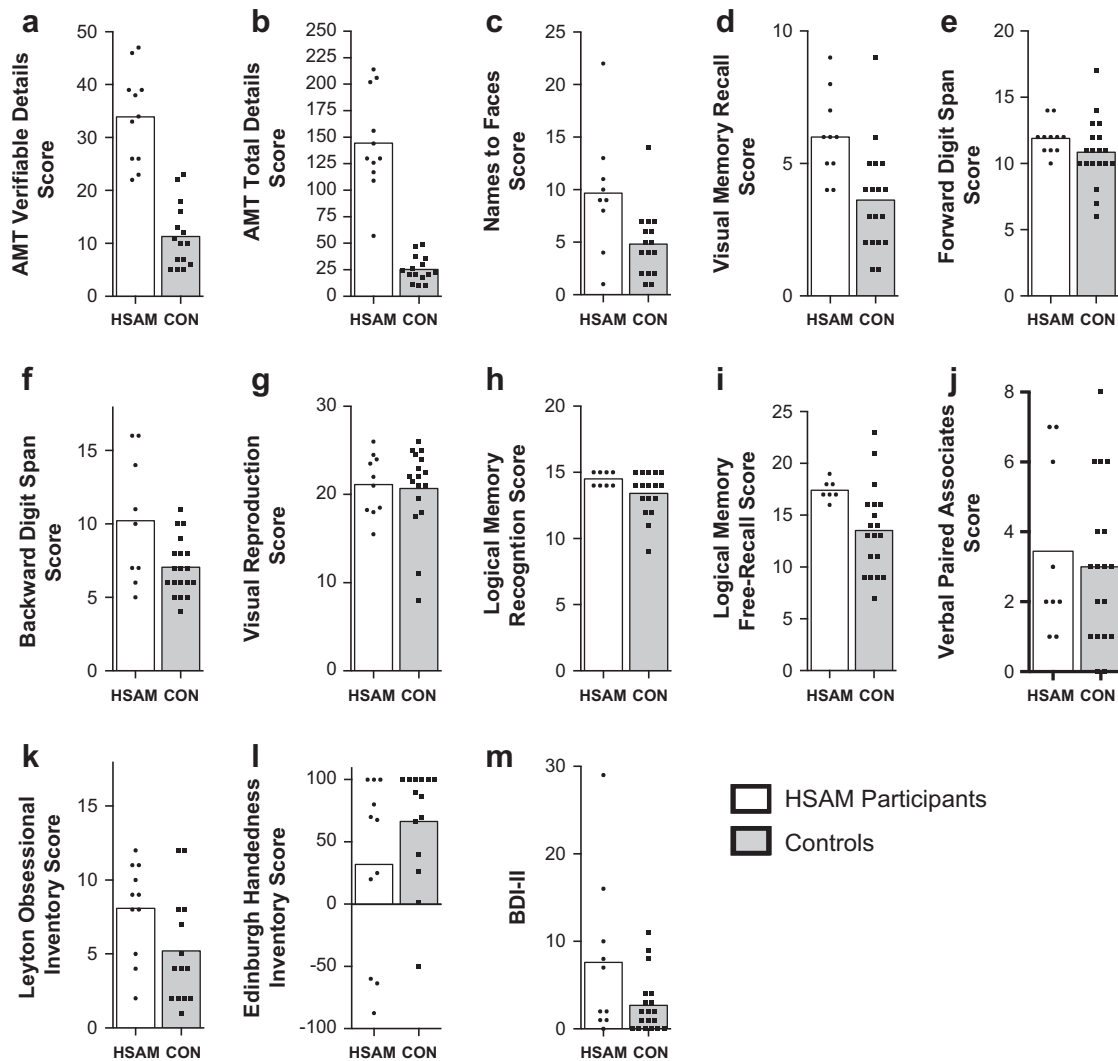 a
AMT Verifiable Details
Score
50
40
30
20
10
0
HSAM CON
b
AMT Total Details
Score
250
225
200
175
150
125
100
75
50
25
0
HSAM CON
c
Names to Faces
Score
25
20
15
10
5
0
HSAM CON
d
Visual Memory Recall
Score
10
5
0
HSAM CON
e
Forward Digit Span
Score
20
15
10
5
0
HSAM CON
f
Backward Digit Span
Score
15
10
5
0
HSAM CON
g
Visual Reproduction
Score
30
20
10
0
HSAM CON
h
Logical Memory
Recogntion Score
20
15
10
5
0
HSAM CON
i
Logical Memory
Free-Recall Score
25
20
15
10
5
0
HSAM CON
j
Verbal Paired Associates
Score
8
6
4
2
0
HSAM CON
k
Leyton Obsessional
Inventory Score
15
10
5
0
HSAM CON
l
Edinburgh Handedness
Inventory Score
100
50
0
-50
-100
HSAM CON
m
BDI-II
30
20
10
0
HSAM CON
HSAM Participants
Controls